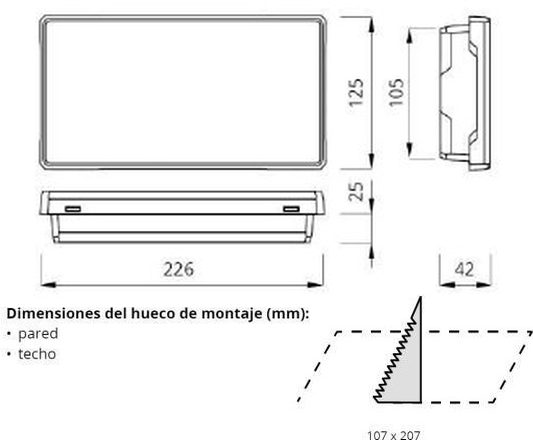 125
105
25
226
42
Dimensiones del hueco de montaje (mm):
• pared
• techo
107 x 207